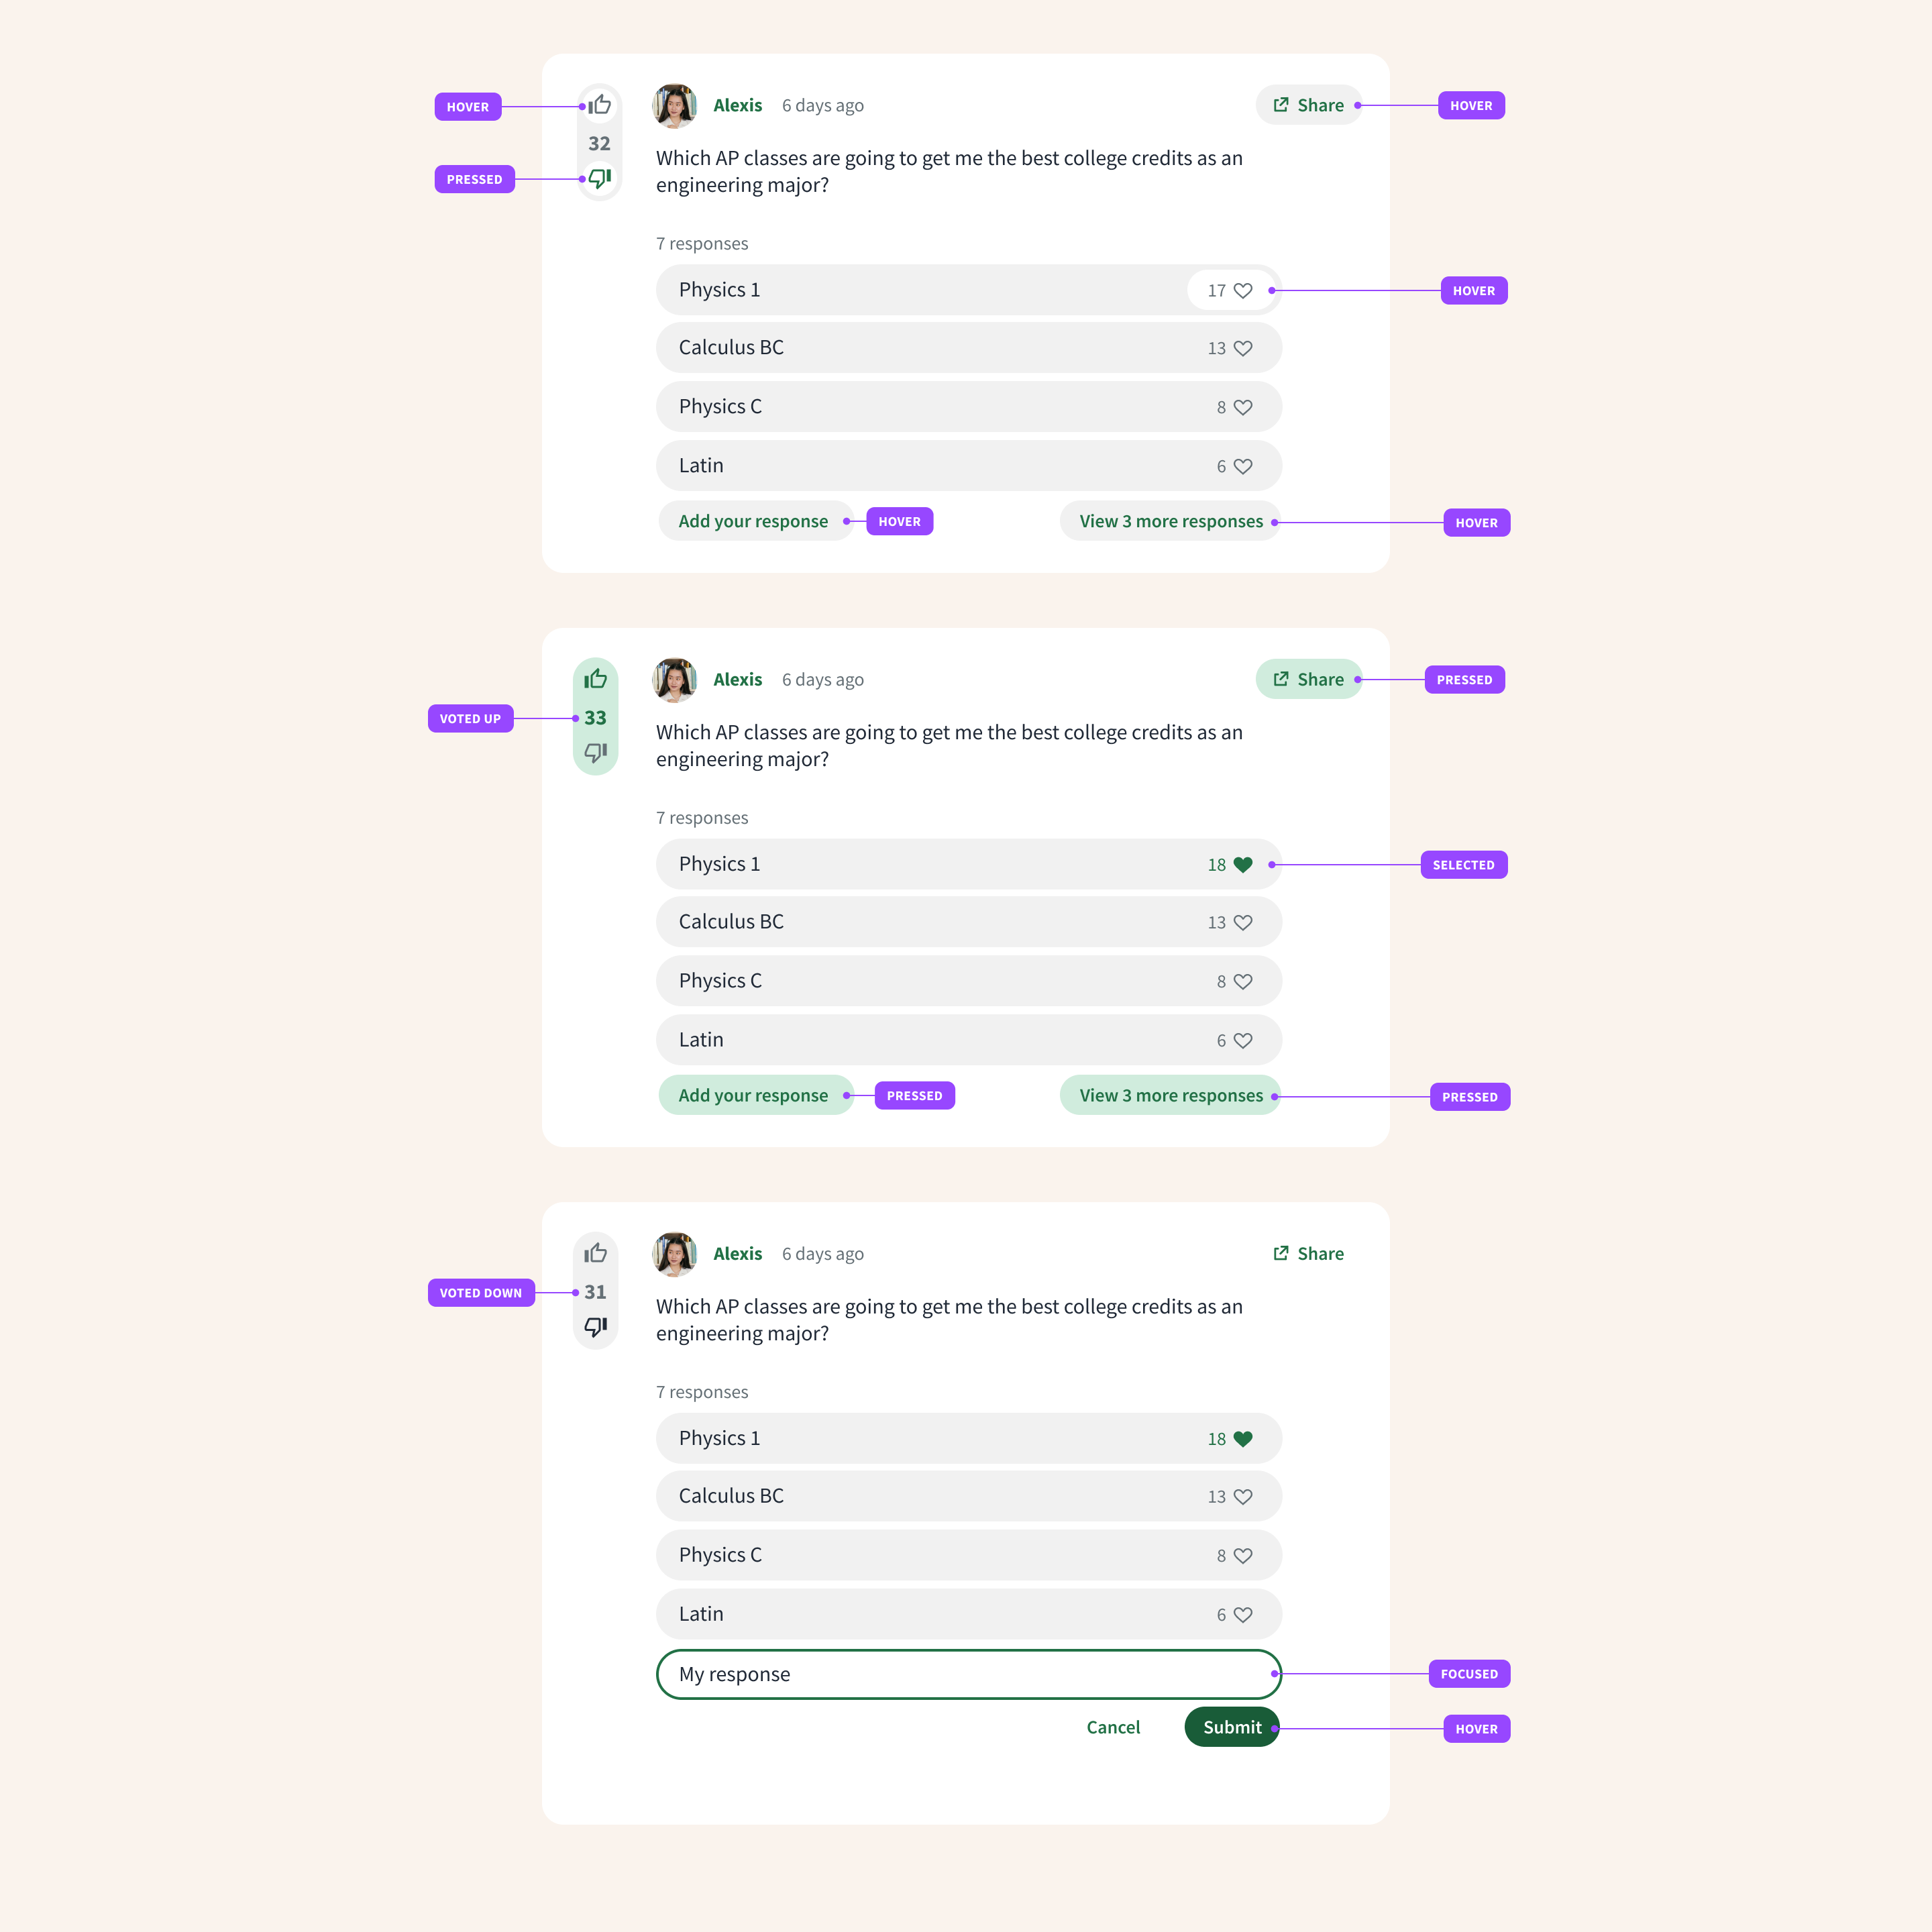 HOVER
Alexis 6 days ago
Share
HOVER
32
PRESSED
Which AP classes are going to get me the best college credits as an
engineering major?
7 responses
Physics 1 17
HOVER
Calculus BC 13
Physics C 8
Latin 6
Add your response
HOVER
View 3 more responses
HOVER
Alexis 6 days ago
Share
PRESSED
VOTED UP
33
Which AP classes are going to get me the best college credits as an
engineering major?
7 responses
Physics 1 18
SELECTED
Calculus BC 13
Physics C 8
Latin 6
Add your response
PRESSED
View 3 more responses
PRESSED
Alexis 6 days ago
Share
VOTED DOWN
31
Which AP classes are going to get me the best college credits as an
engineering major?
7 responses
Physics 1 18
Calculus BC 13
Physics C 8
Latin 6
My response
FOCUSED
Cancel
Submit
HOVER